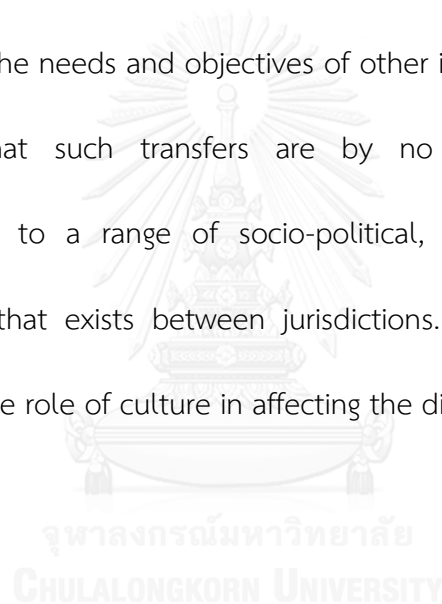 he needs and objectives of other i
hat such transfers are by no
to a range of socio-political,
that exists between jurisdictions.
e role of culture in affecting the di
จุฬาลงกรณ์มหาวิทยาลัย
CHULALONGKORN UNIVERSITY